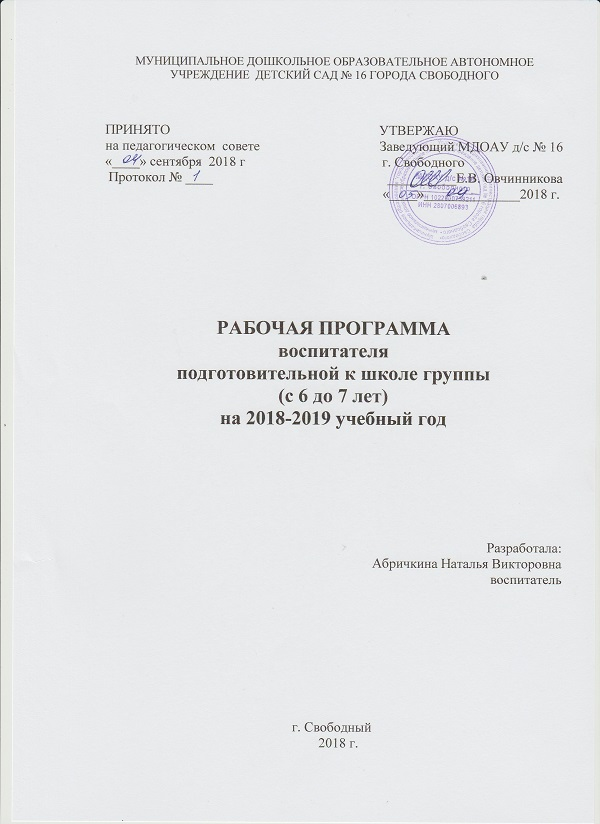 МУНИЦИПАЛЬНОЕ ДОШКОЛЬНОЕ ОБРАЗОВАТЕЛЬНОЕ АВТОНОМНОЕ
УЧРЕЖДЕНИЕ ДЕТСКИЙ САД № 16 ГОРОДА СВОБОДНОГО
ПРИНЯТО
на педагогическом совете
«04» сентября 2018 г
Протокол № 1
УТВЕРЖАЮ
Заведующий МДОАУ д/с № 16
г. Свободного
Е.В. Овчинникова
«05» 09 2018 г.
РАБОЧАЯ ПРОГРАММА
воспитателя
подготовительной к школе группы
(с 6 до 7 лет)
на 2018-2019 учебный год
Разработала:
Абричкина Наталья Викторовна
воспитатель
г. Свободный
2018 г.